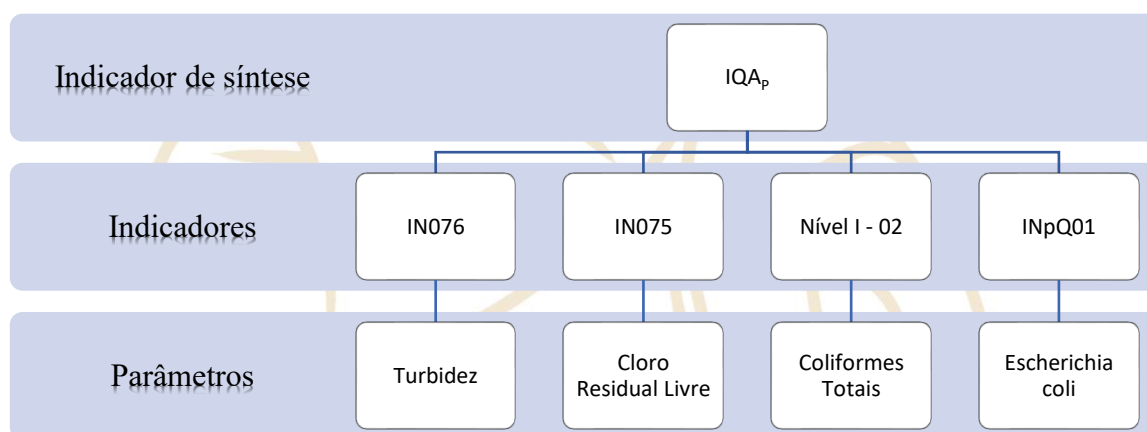 Indicador de síntese
IQAP
Indicadores
IN076
IN075
Nível I - 02
INpQ01
Parâmetros
Turbidez
Cloro
Residual Livre
Coliformes
Totais
Escherichia
coli